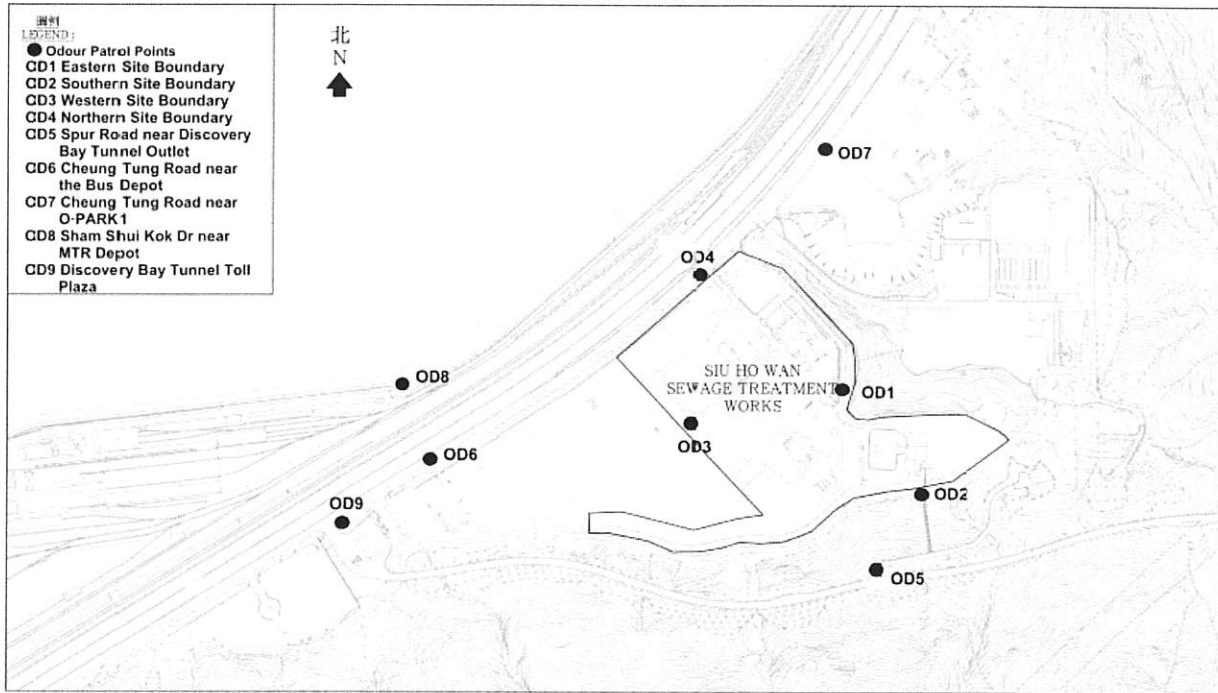 圖例
LEGEND:
Odour Patrol Points
OD1 Eastern Site Boundary
OD2 Southern Site Boundary
OD3 Western Site Boundary
OD4 Northern Site Boundary
OD5 Spur Road near Discovery
Bay Tunnel Outlet
OD6 Cheung Tung Road near
the Bus Depot
OD7 Cheung Tung Road near
O-PARK1
OD8 Sham Shui Kok Dr near
MTR Depot
OD9 Discovery Bay Tunnel Toll
Plaza
北
N
OD7
OD4
OD8
SIU HO WAN
SEWAGE TREATMENT
WORKS
OD1
OD3
OD6
OD2
OD9
OD5